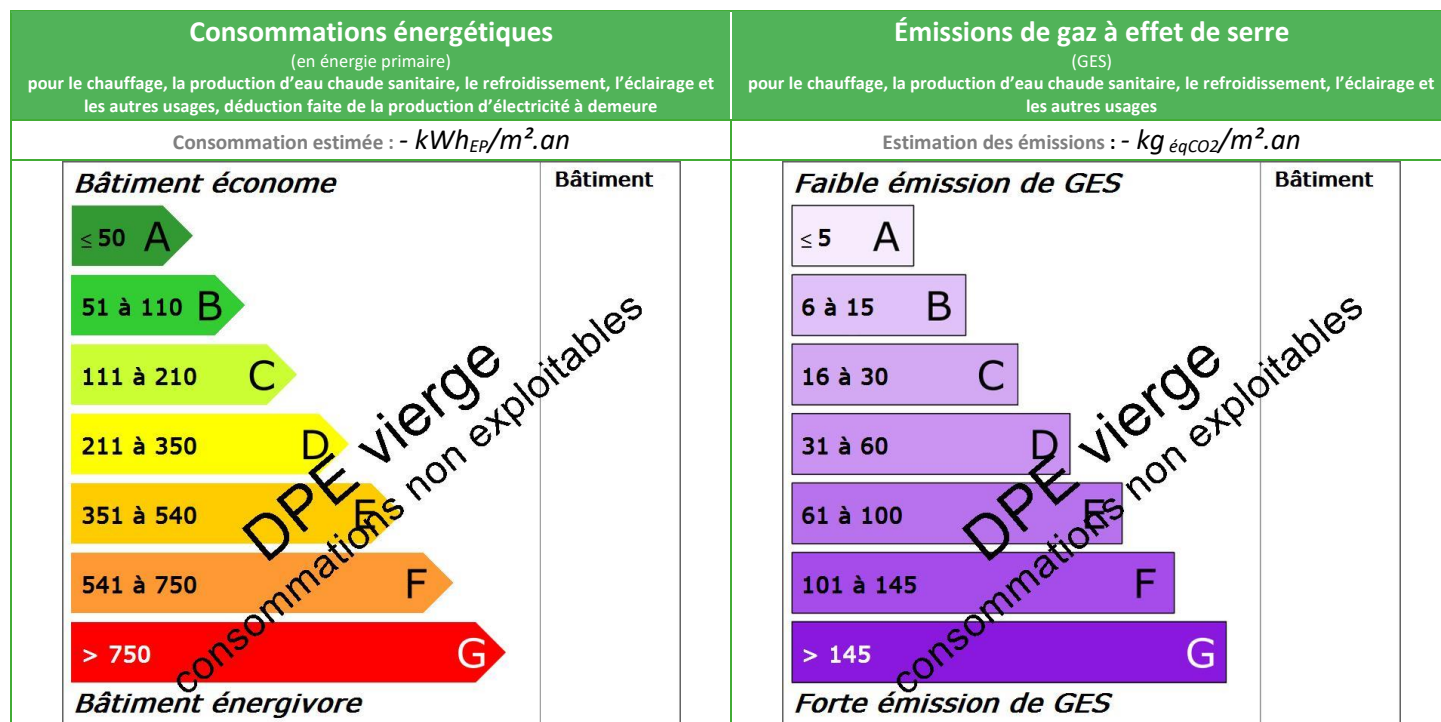 Consommations énergétiques
(en énergie primaire)
pour le chauffage, la production d’eau chaude sanitaire, le refroidissement, l’éclairage et
les autres usages, déduction faite de la production d’électricité à demeure
Consommation estimée : - kWhEP/m².an
Bâtiment économe
Bâtiment
≤ 50 A
51 à 110 B
111 à 210 C
211 à 350 D
351 à 540 E
541 à 750 F
> 750 G
Bâtiment énergivore
DPE vierge
consommations non exploitables
Émissions de gaz à effet de serre
(GES)
pour le chauffage, la production d’eau chaude sanitaire, le refroidissement, l’éclairage et
les autres usages
Estimation des émissions : - kg éqCO2/m².an
Faible émission de GES
Bâtiment
≤ 5 A
6 à 15 B
16 à 30 C
31 à 60 D
61 à 100 E
101 à 145 F
> 145 G
Forte émission de GES
DPE vierge
consommations non exploitables